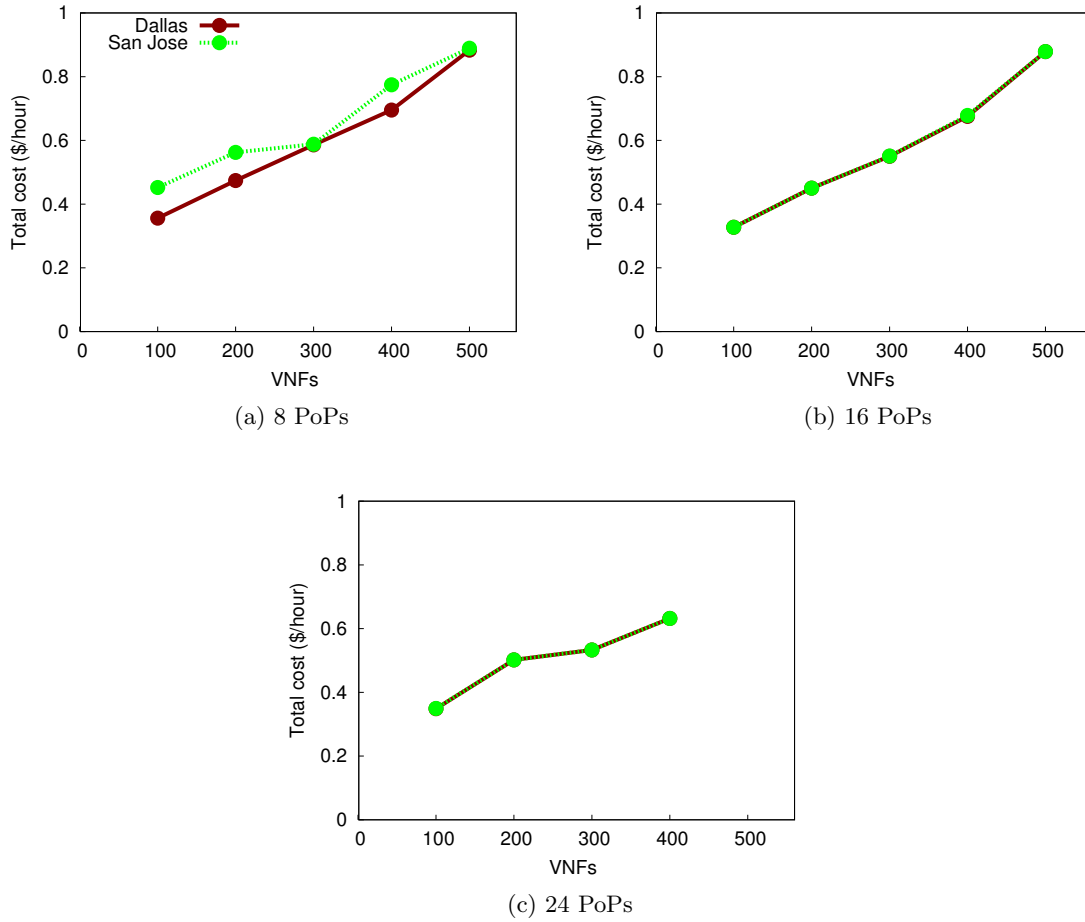 Dallas
San Jose
Total cost ($/hour)
1
0.8
0.6
0.4
0.2
0
0 100 200 300 400 500
VNFs
(a) 8 PoPs
Total cost ($/hour)
1
0.8
0.6
0.4
0.2
0
0 100 200 300 400 500
VNFs
(b) 16 PoPs
Total cost ($/hour)
1
0.8
0.6
0.4
0.2
0
0 100 200 300 400 500
VNFs
(c) 24 PoPs